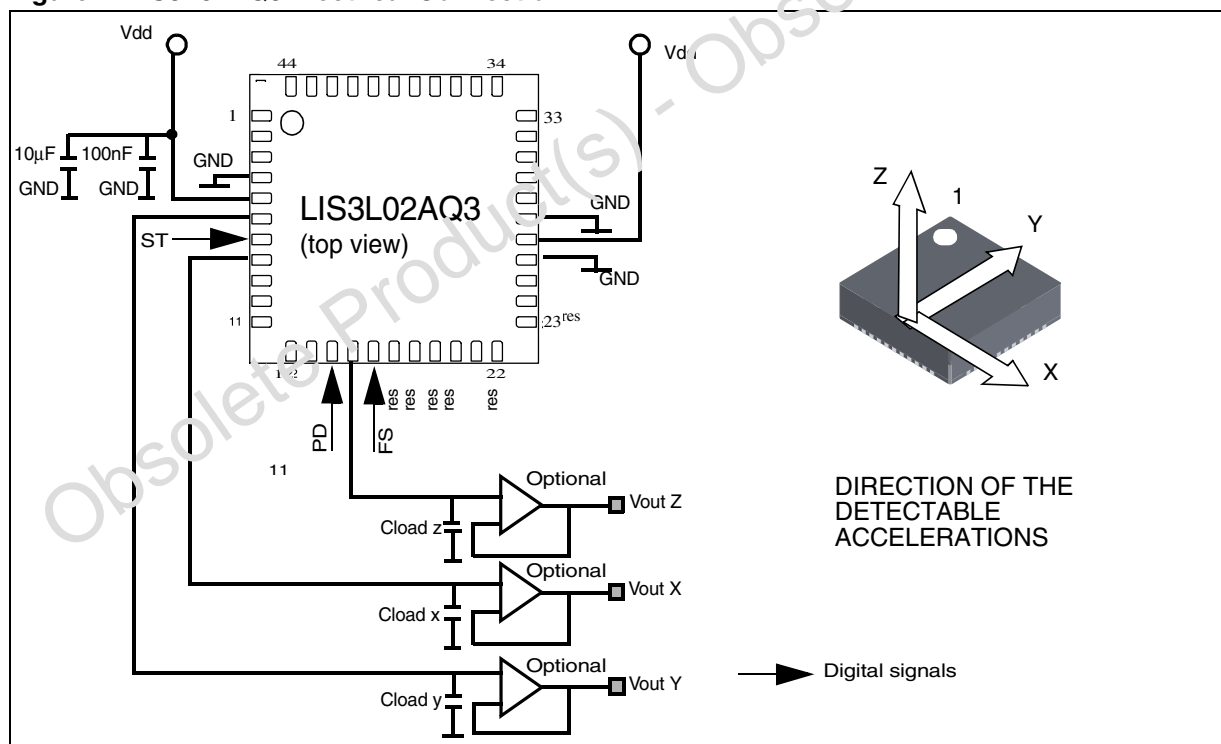 Vdd
Vdd
44
34
1
33
10µF
100nF
GND
GND
GND
GND
LIS3L02AQ3
(top view)
ST
GND
11
23 res
22
res
res
res
res
res
PD
FS
11
Optional
Cload z
Vout Z
Optional
Cload x
Vout X
Optional
Cload y
Vout Y
Digital signals
Z
1
Y
X
DIRECTION OF THE
DETECTABLE
ACCELERATIONS
Obsolete Product(s) - Obso